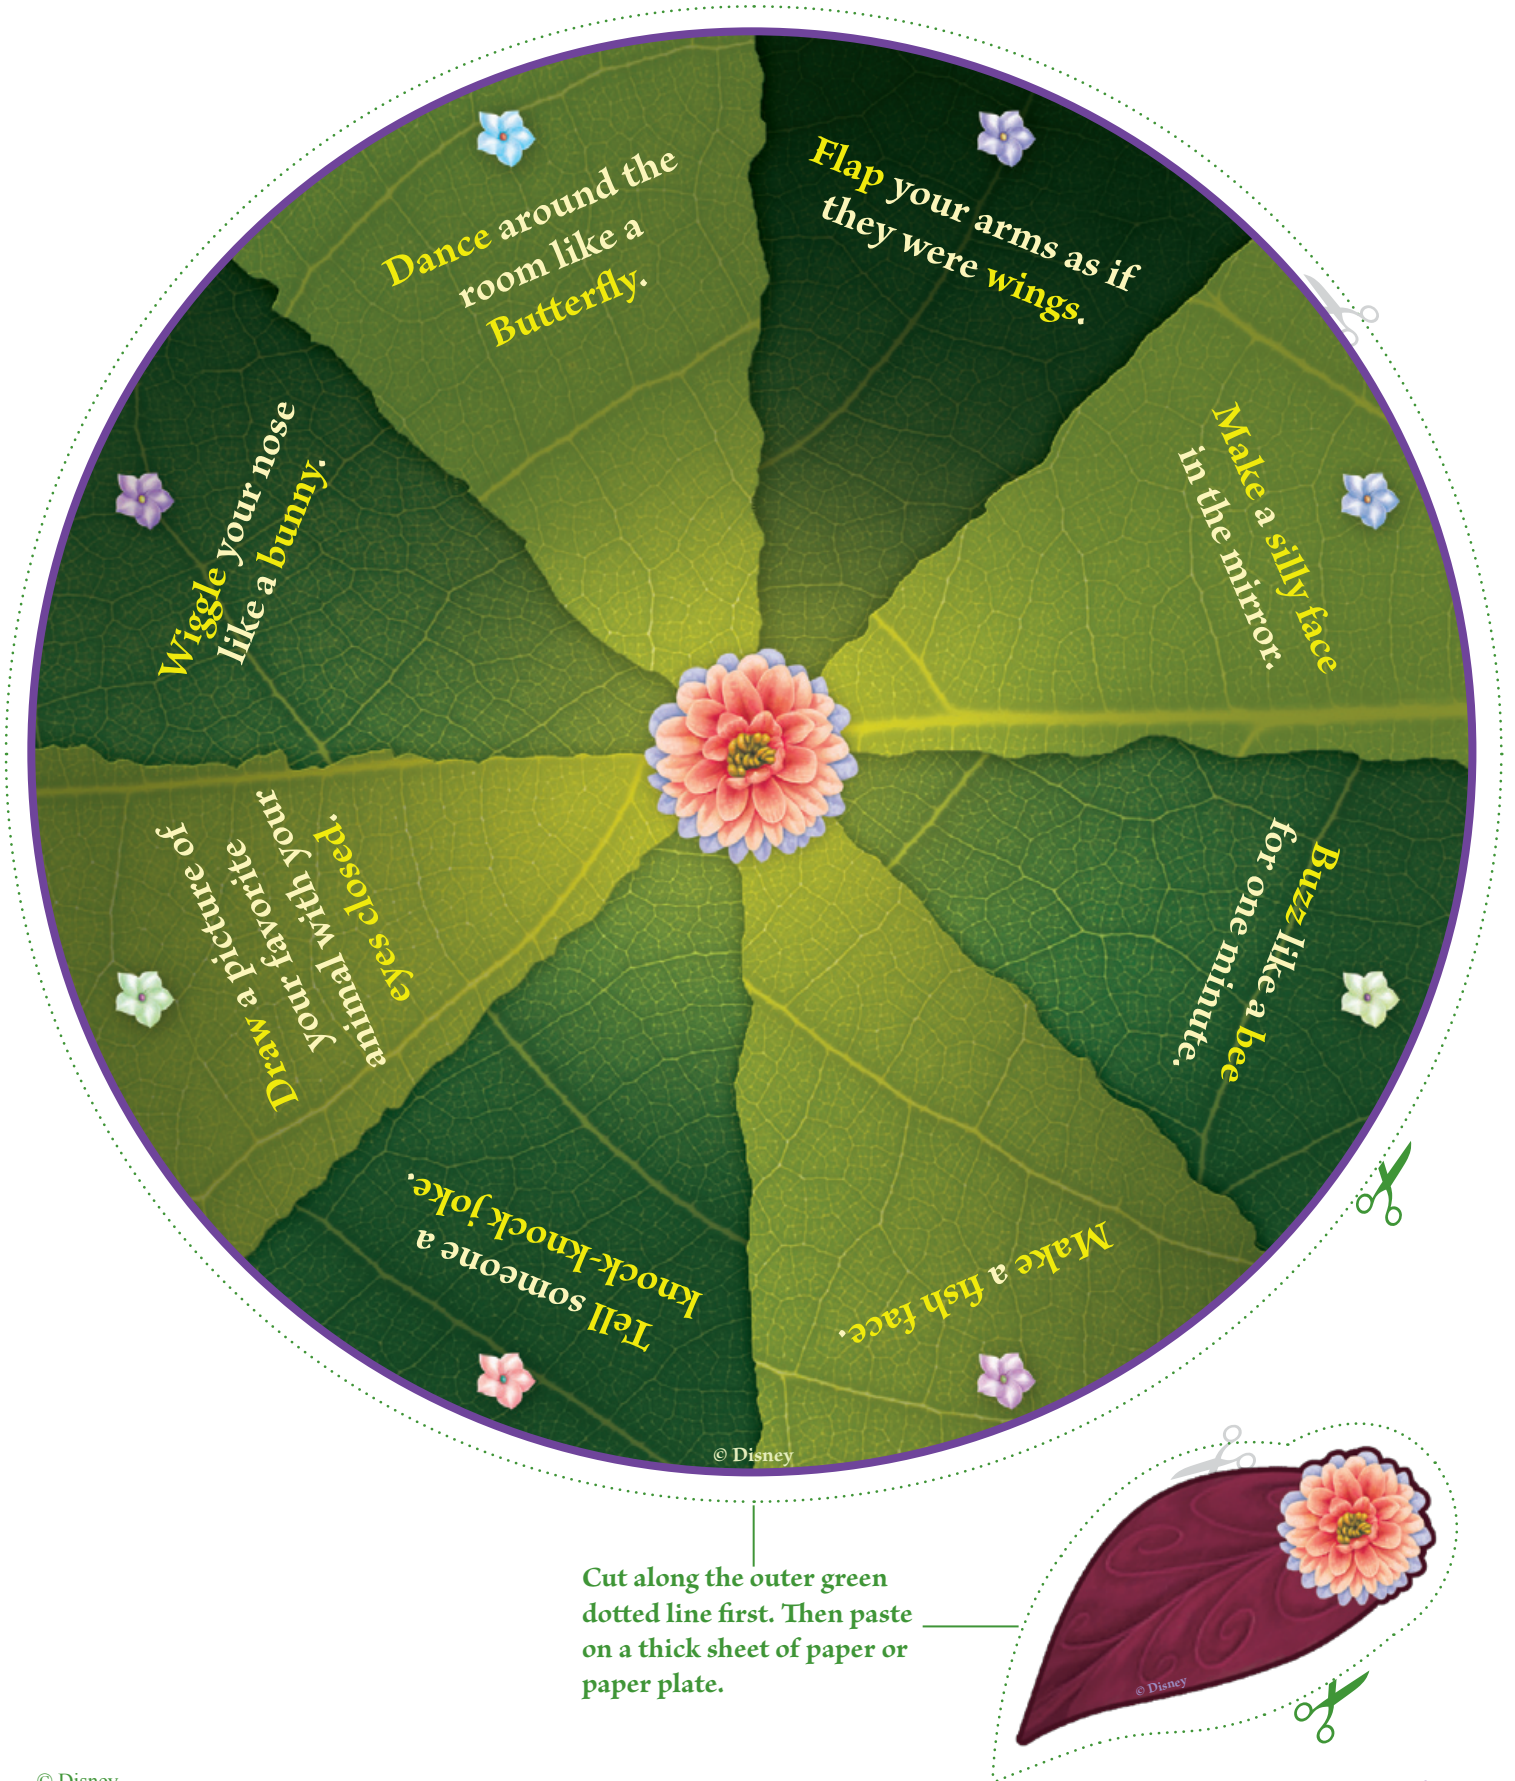 Flap your arms as if
they were wings.
Make a silly face
in the mirror.
Buzz like a bee
for one minute.
Make a fish face.
Tell someone a
knock-knock joke.
Draw a picture of
your favorite
animal with your
eyes closed.
Wiggle your nose
like a bunny.
Dance around the
room like a
Butterfly.
© Disney
Cut along the outer green
dotted line first. Then paste
on a thick sheet of paper or
paper plate.
© Disney
© Disney